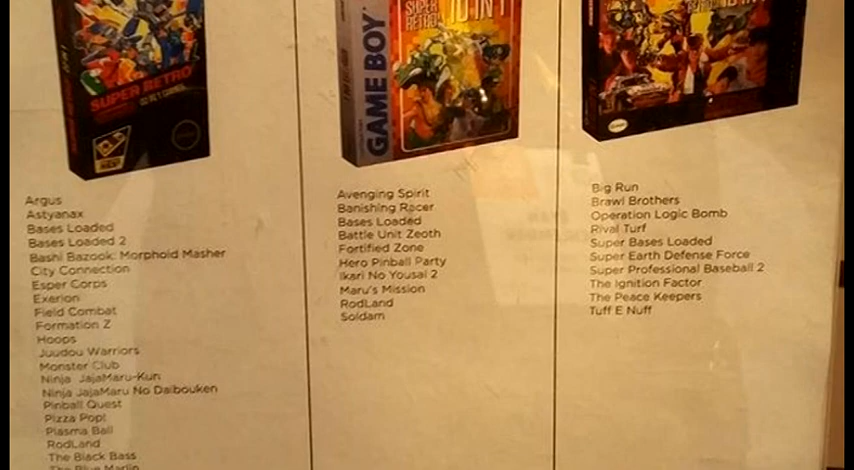 SUPER RETRO
GAME BOY
SUPER
RETRO
10 IN 1
Argus
Astyanax
Bases Loaded
Bases Loaded 2
Bashi Bazook: Morphoid Masher
City Connection
Esper Corps
Exerion
Field Combat
Formation Z
Hoops
Juudou Warriors
Monster Club
Ninja JajaMaru-Kun
Ninja JajaMaru No Daibouken
Pinball Quest
Pizza Pop!
Plasma Ball
RodLand
The Black Bass
The Blue Marlin
Avenging Spirit
Banishing Racer
Bases Loaded
Battle Unit Zeoth
Fortified Zone
Hero Pinball Party
Ikari No Yousai 2
Maru's Mission
RodLand
Soldam
Big Run
Brawl Brothers
Operation Logic Bomb
Rival Turf
Super Bases Loaded
Super Earth Defense Force
Super Professional Baseball 2
The Ignition Factor
The Peace Keepers
Tuff E Nuff